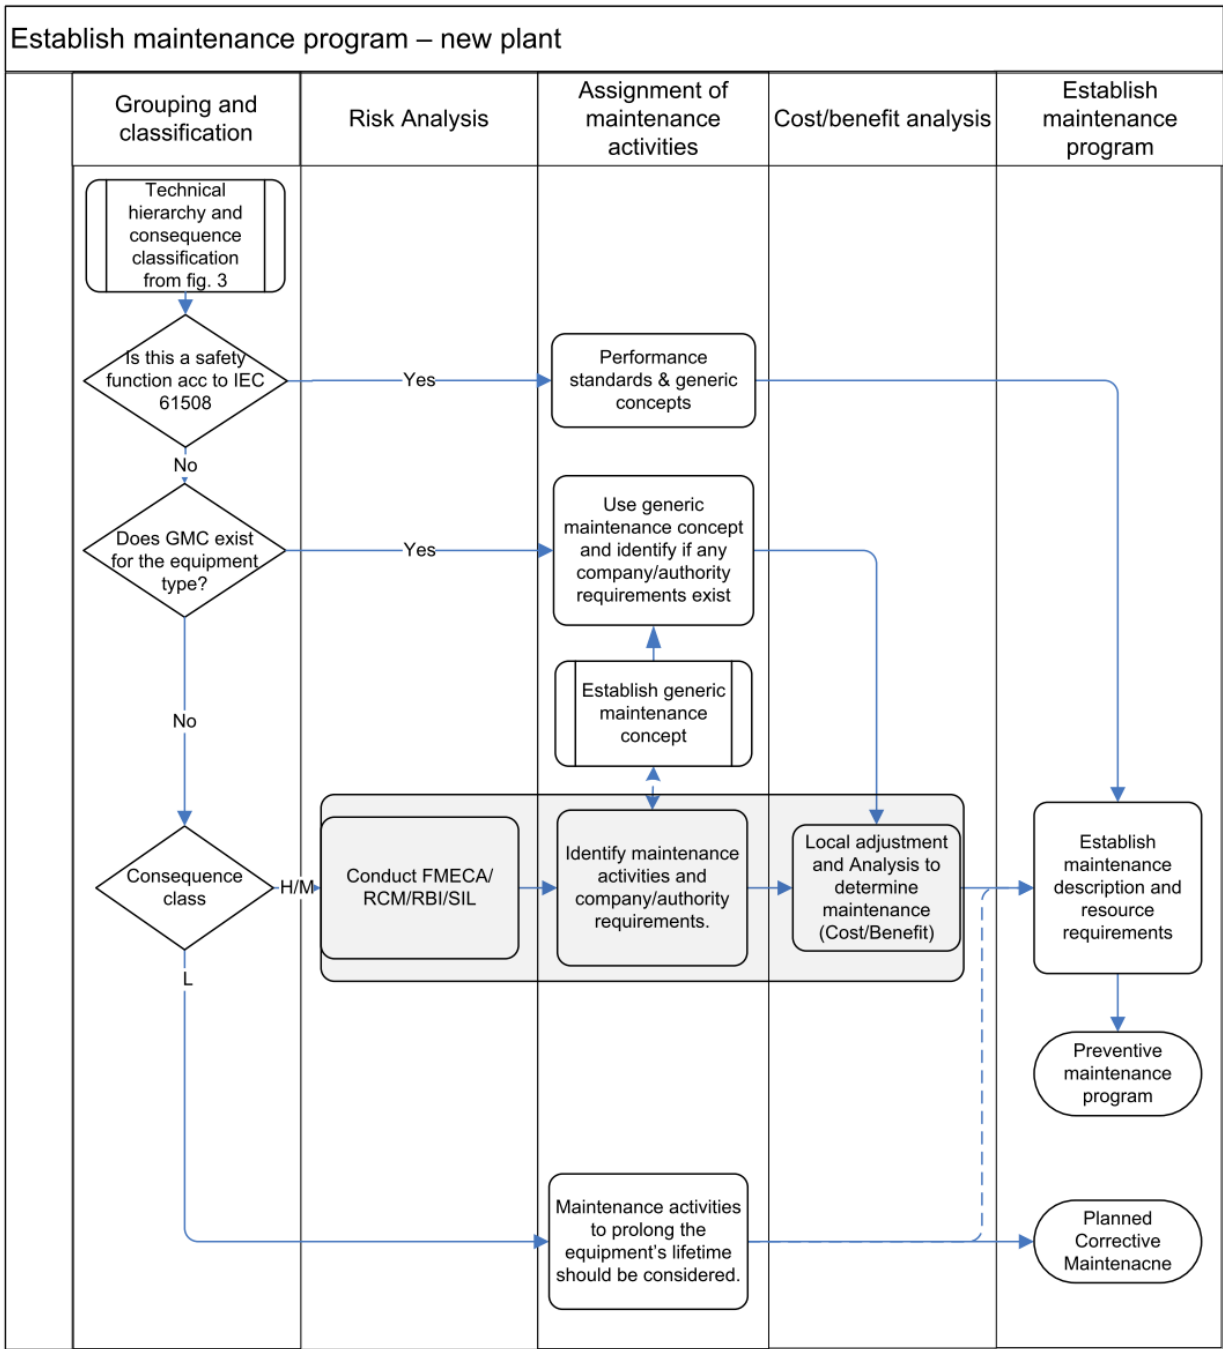 Establish maintenance program – new plant
Grouping and
classification
Risk Analysis
Assignment of
maintenance
activities
Cost/benefit analysis
Establish
maintenance
program
Technical
hierarchy and
consequence
classification
from fig. 3
Is this a safety
function acc to IEC
61508
Yes
Performance
standards & generic
concepts
No
Does GMC exist
for the equipment
type?
Yes
Use generic
maintenance concept
and identify if any
company/authority
requirements exist
Establish generic
maintenance
concept
No
Consequence
class
H/M
Conduct FMECA/
RCM/RBI/SIL
Identify maintenance
activities and
company/authority
requirements.
Local adjustment
and Analysis to
determine
maintenance
(Cost/Benefit)
Establish
maintenance
description and
resource
requirements
L
Preventive
maintenance
program
Maintenance activities
to prolong the
equipment's lifetime
should be considered.
Planned
Corrective
Maintenacne